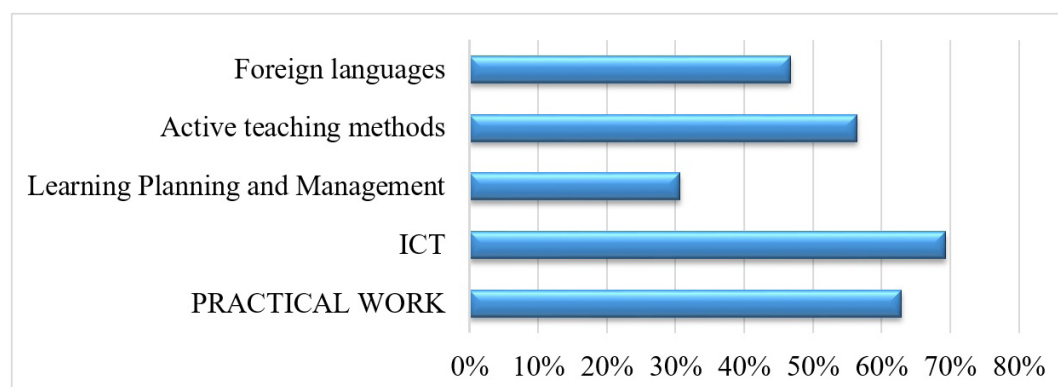 Foreign languages
Active teaching methods
Learning Planning and Management
ICT
PRACTICAL WORK
0% 10% 20% 30% 40% 50% 60% 70% 80%